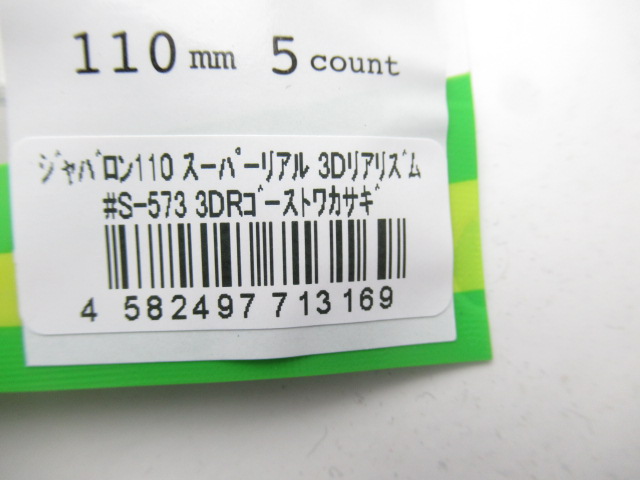 110 mm 5 count
ｼﾞｬﾊﾞﾛﾝ110 ｽｰﾊﾟｰﾘｱﾙ 3Dﾘｱﾘｽﾞﾑ
#S-573 3DRｺﾞｰｽﾄﾜｶｻｷﾞ
4 582497 713169